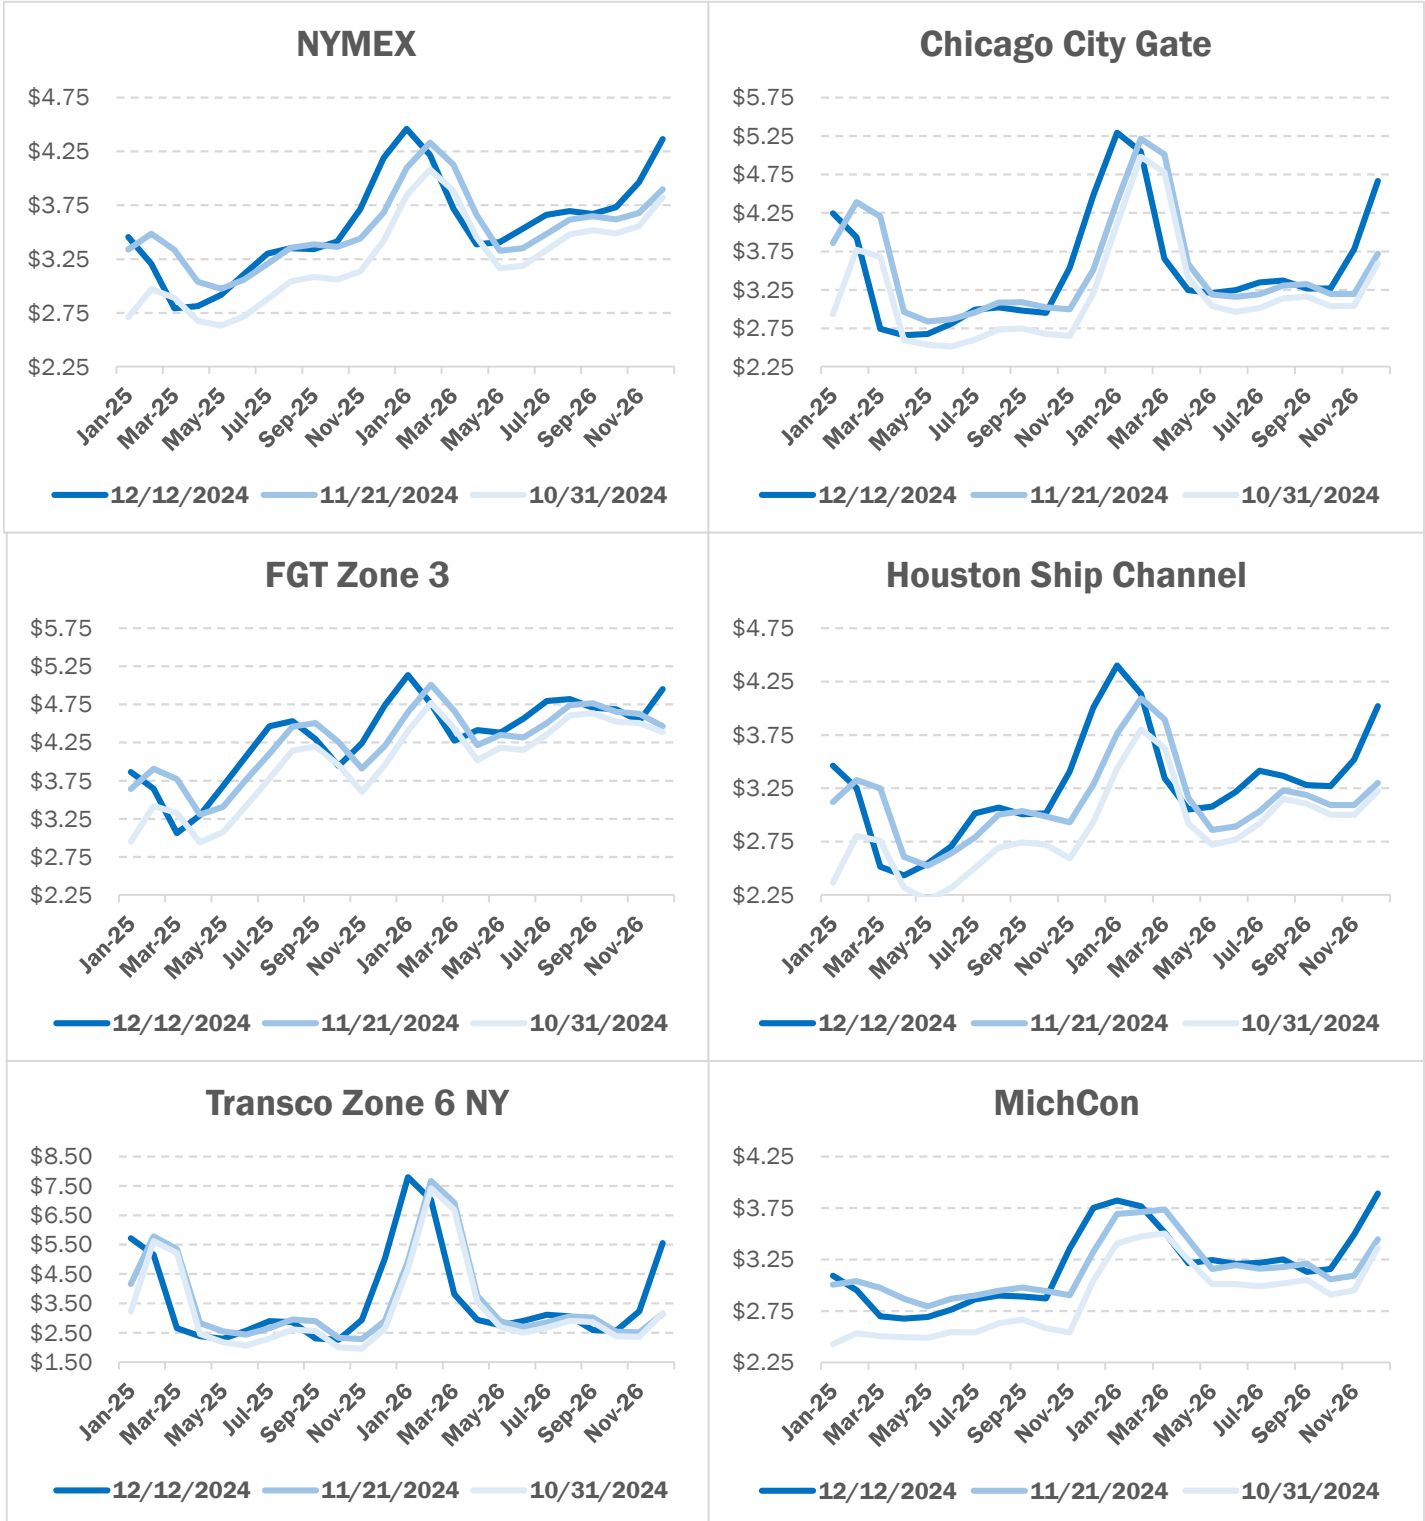 NYMEX
$4.75
$4.25
$3.75
$3.25
$2.75
$2.25
Jan-25 Mar-25 May-25 Jul-25 Sep-25 Nov-25 Jan-26 Mar-26 May-26 Jul-26 Sep-26 Nov-26
12/12/2024 11/21/2024 10/31/2024
Chicago City Gate
$5.75
$5.25
$4.75
$4.25
$3.75
$3.25
$2.75
$2.25
Jan-25 Mar-25 May-25 Jul-25 Sep-25 Nov-25 Jan-26 Mar-26 May-26 Jul-26 Sep-26 Nov-26
12/12/2024 11/21/2024 10/31/2024
FGT Zone 3
$5.75
$5.25
$4.75
$4.25
$3.75
$3.25
$2.75
$2.25
Jan-25 Mar-25 May-25 Jul-25 Sep-25 Nov-25 Jan-26 Mar-26 May-26 Jul-26 Sep-26 Nov-26
12/12/2024 11/21/2024 10/31/2024
Houston Ship Channel
$4.75
$4.25
$3.75
$3.25
$2.75
$2.25
Jan-25 Mar-25 May-25 Jul-25 Sep-25 Nov-25 Jan-26 Mar-26 May-26 Jul-26 Sep-26 Nov-26
12/12/2024 11/21/2024 10/31/2024
Transco Zone 6 NY
$8.50
$7.50
$6.50
$5.50
$4.50
$3.50
$2.50
$1.50
Jan-25 Mar-25 May-25 Jul-25 Sep-25 Nov-25 Jan-26 Mar-26 May-26 Jul-26 Sep-26 Nov-26
12/12/2024 11/21/2024 10/31/2024
MichCon
$4.25
$3.75
$3.25
$2.75
$2.25
Jan-25 Mar-25 May-25 Jul-25 Sep-25 Nov-25 Jan-26 Mar-26 May-26 Jul-26 Sep-26 Nov-26
12/12/2024 11/21/2024 10/31/2024